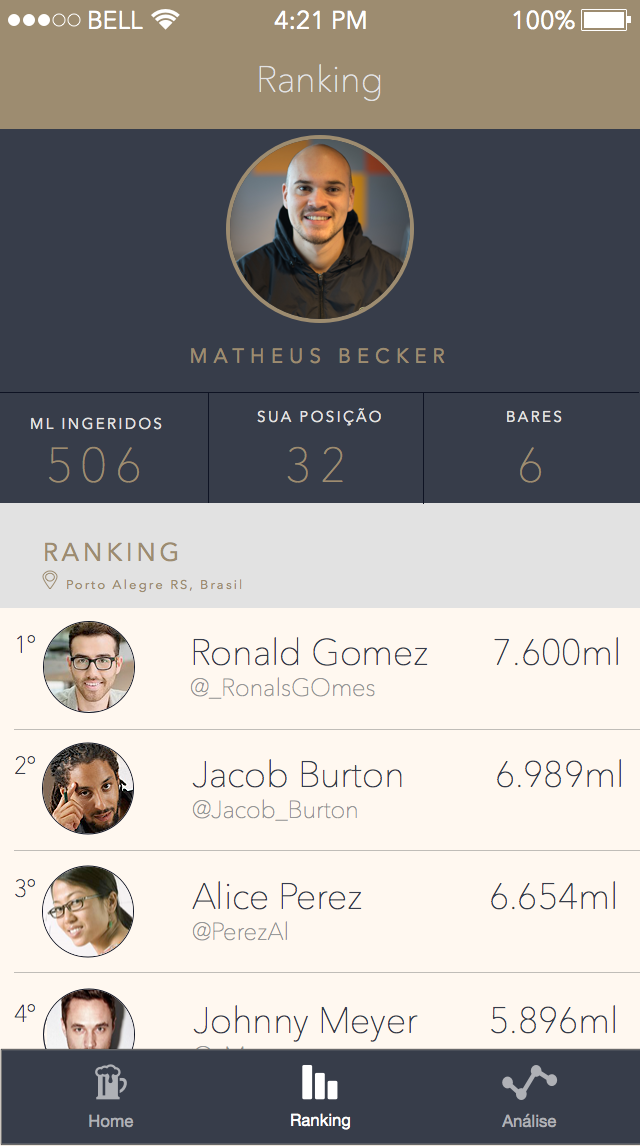 BELL 4:21 PM 100%
Ranking
MATHEUS BECKER
ML INGERIDOS
506
SUA POSIÇÃO
32
BARES
6
RANKING
Porto Alegre RS, Brasil
1º Ronald Gomez 7.600ml
@_RonalsGOmes
2º Jacob Burton 6.989ml
@Jacob_Burton
3º Alice Perez 6.654ml
@PerezAl
4º Johnny Meyer 5.896ml
Home Ranking Análise